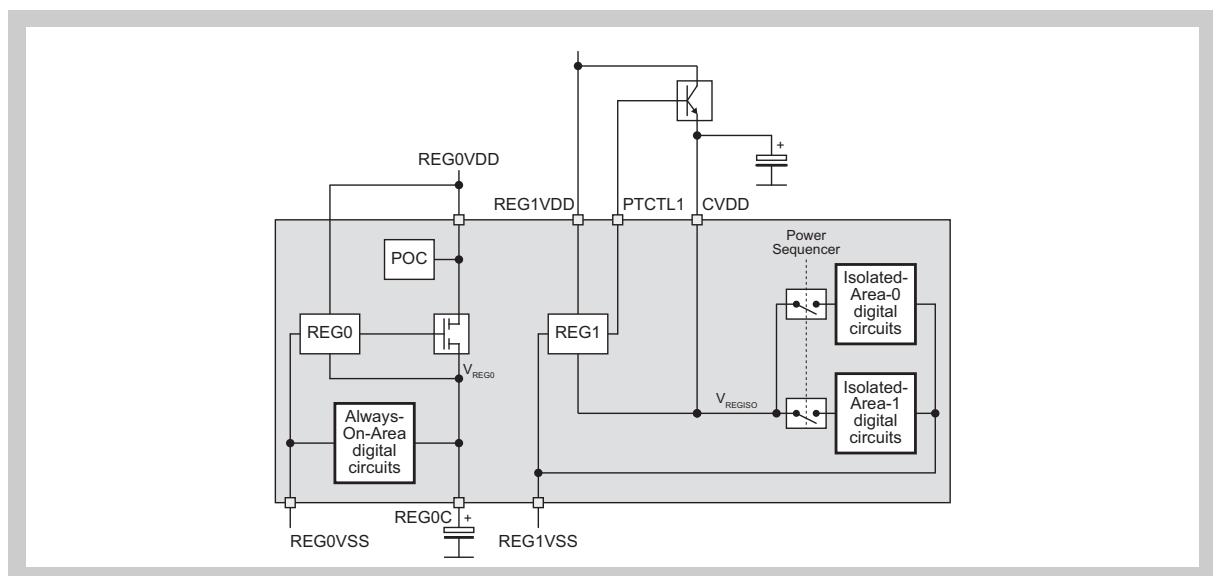 REG0VDD
REG1VDD
PTCTL1
CVDD
Power
Sequencer
POC
Isolated-
Area-0
digital
circuits
REG0
REG1
VREG0
VREGISO
Isolated-
Area-1
digital
circuits
Always-
On-Area
digital
circuits
REG0C
+
+
REG0VSS
REG1VSS